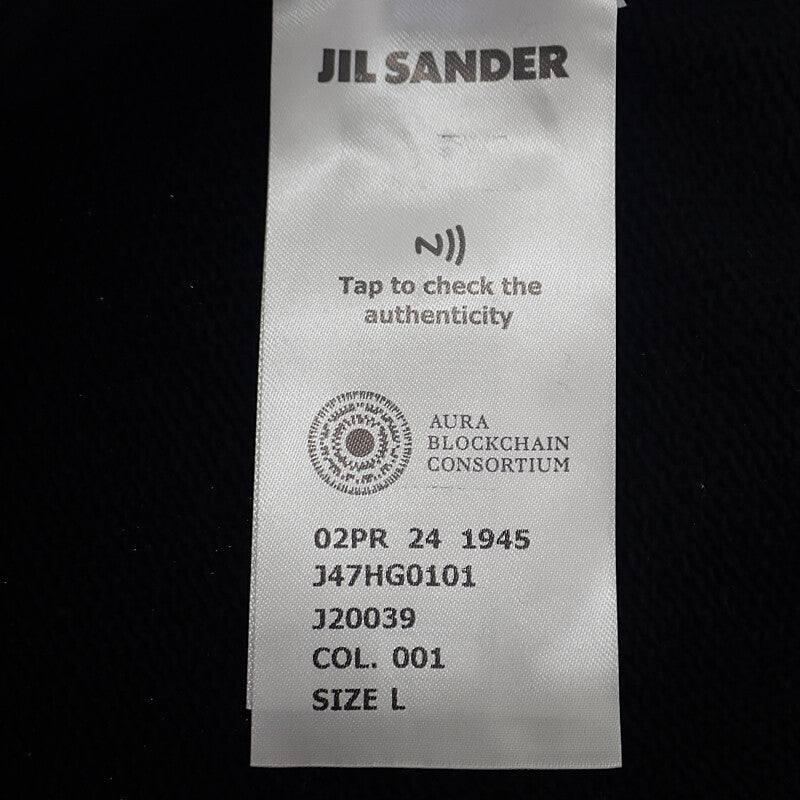 JIL SANDER
Tap to check the
authenticity
AURA
BLOCKCHAIN
CONSORTIUM
02PR 24 1945
J47HG0101
J20039
COL. 001
SIZE L